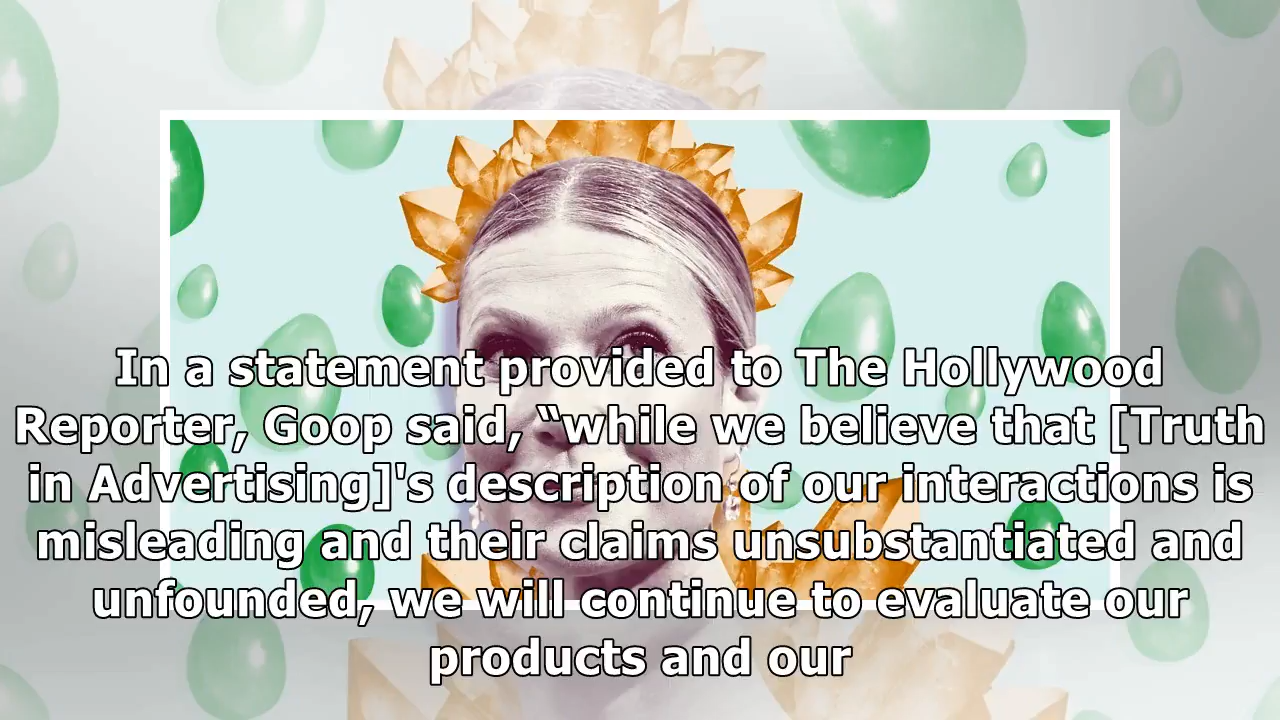 In a statement provided to The Hollywood
Reporter, Goop said, “while we believe that [Truth
in Advertising]'s description of our interactions is
misleading and their claims unsubstantiated and
unfounded, we will continue to evaluate our
products and our